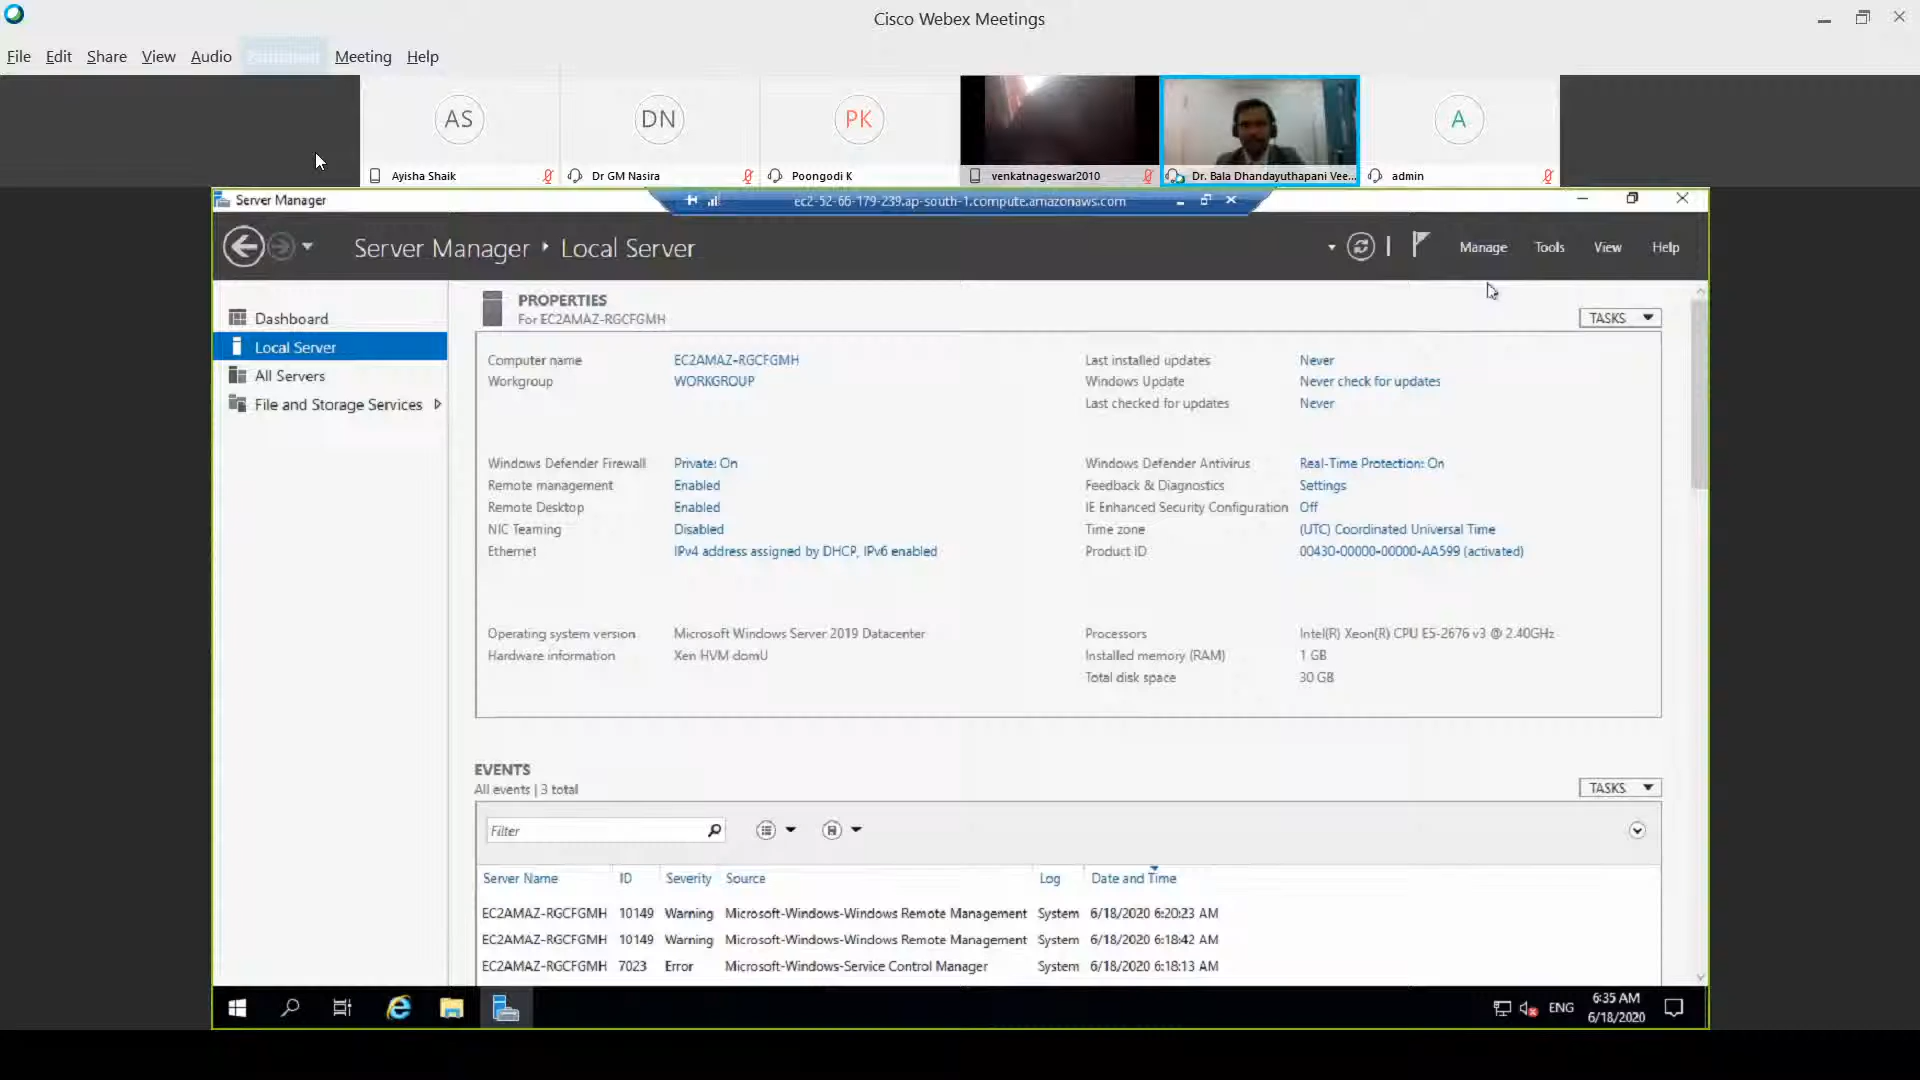 Cisco Webex Meetings
File Edit Share View Audio Participant Meeting Help
AS DN PK A
Ayisha Shaik Dr GM Nasira Poongodi K venkatnageswar2010 Dr. Bala Dhandayuthapani Vee... admin
Server Manager ec2-52-66-179-239.ap-south-1.compute.amazonaws.com
Server Manager Local Server Manage Tools View Help
Dashboard
Local Server
All Servers
File and Storage Services
PROPERTIES
For EC2AMAZ-RGCFGMH
TASKS
Computer name EC2AMAZ-RGCFGMH Last installed updates Never
Workgroup WORKGROUP Windows Update Never check for updates
Last checked for updates Never
Windows Defender Firewall Private: On Windows Defender Antivirus Real-Time Protection: On
Remote management Enabled Feedback & Diagnostics Settings
Remote Desktop Enabled IE Enhanced Security Configuration Off
NIC Teaming Disabled Time zone (UTC) Coordinated Universal Time
Ethernet IPv4 address assigned by DHCP, IPv6 enabled Product ID 00430-00000-00000-AA599 (activated)
Operating system version Microsoft Windows Server 2019 Datacenter Processors Intel(R) Xeon(R) CPU E5-2676 v3 @ 2.40GHz
Hardware information Xen HVM domU Installed memory (RAM) 1 GB
Total disk space 30 GB
EVENTS
All events | 3 total
TASKS
Filter
Server Name ID Severity Source Log Date and Time
EC2AMAZ-RGCFGMH 10149 Warning Microsoft-Windows-Windows Remote Management System 6/18/2020 6:20:23 AM
EC2AMAZ-RGCFGMH 10149 Warning Microsoft-Windows-Windows Remote Management System 6/18/2020 6:18:42 AM
EC2AMAZ-RGCFGMH 7023 Error Microsoft-Windows-Service Control Manager System 6/18/2020 6:18:13 AM
ENG 6:35 AM
6/18/2020